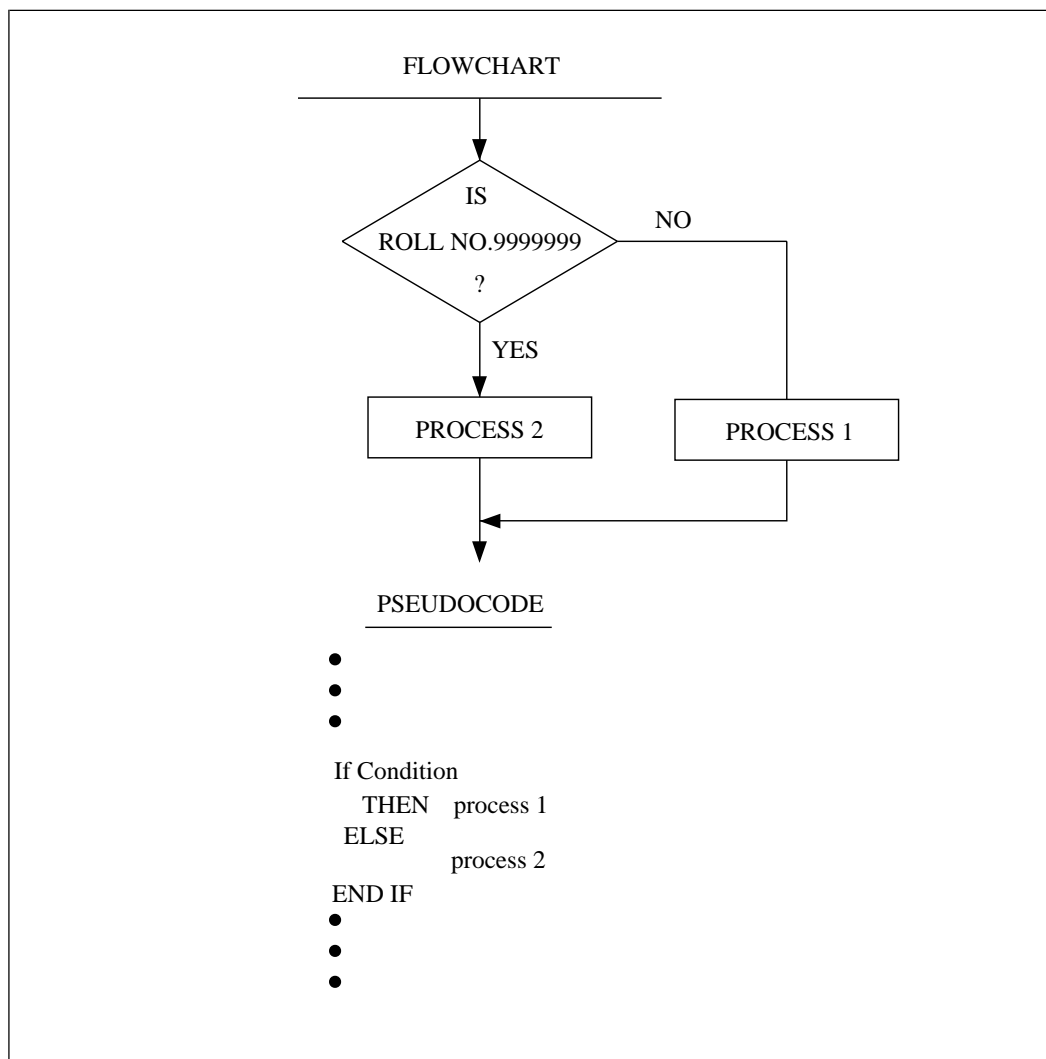 FLOWCHART
IS
ROLL NO.9999999
?
NO
YES
PROCESS 2
PROCESS 1
PSEUDOCODE
If Condition
THEN process 1
ELSE
process 2
END IF